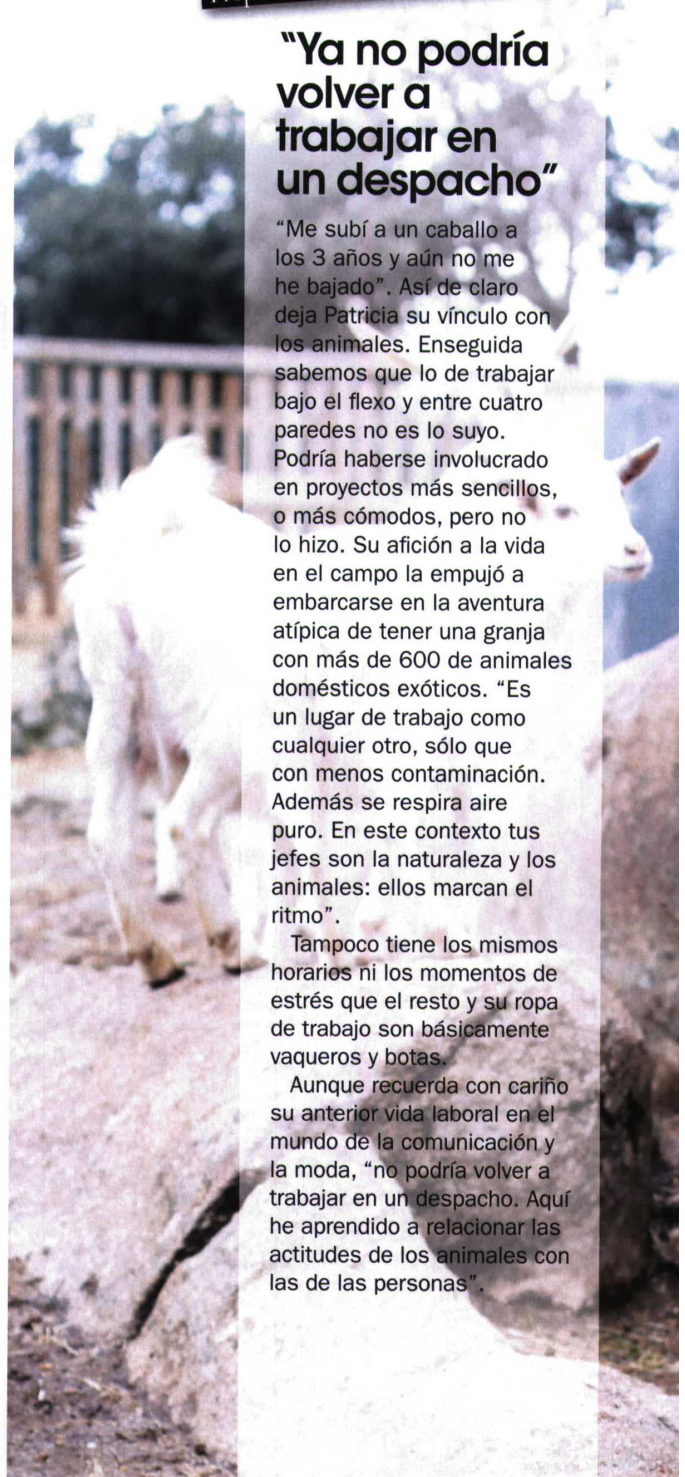 "Ya no podría
volver a
trabajar en
un despacho"
"Me subí a un caballo a
los 3 años y aún no me
he bajado". Así de claro
deja Patricia su vínculo con
los animales. Enseguida
sabemos que lo de trabajar
bajo el flexo y entre cuatro
paredes no es lo suyo.
Podría haberse involucrado
en proyectos más sencillos,
o más cómodos, pero no
lo hizo. Su afición a la vida
en el campo la empujó a
embarcarse en la aventura
atípica de tener una granja
con más de 600 de animales
domésticos exóticos. "Es
un lugar de trabajo como
cualquier otro, sólo que
con menos contaminación.
Además se respira aire
puro. En este contexto tus
jefes son la naturaleza y los
animales: ellos marcan el
ritmo".
Tampoco tiene los mismos
horarios ni los momentos de
estrés que el resto y su ropa
de trabajo son básicamente
vaqueros y botas.
Aunque recuerda con cariño
su anterior vida laboral en el
mundo de la comunicación y
la moda, "no podría volver a
trabajar en un despacho. Aquí
he aprendido a relacionar las
actitudes de los animales con
las de las personas".